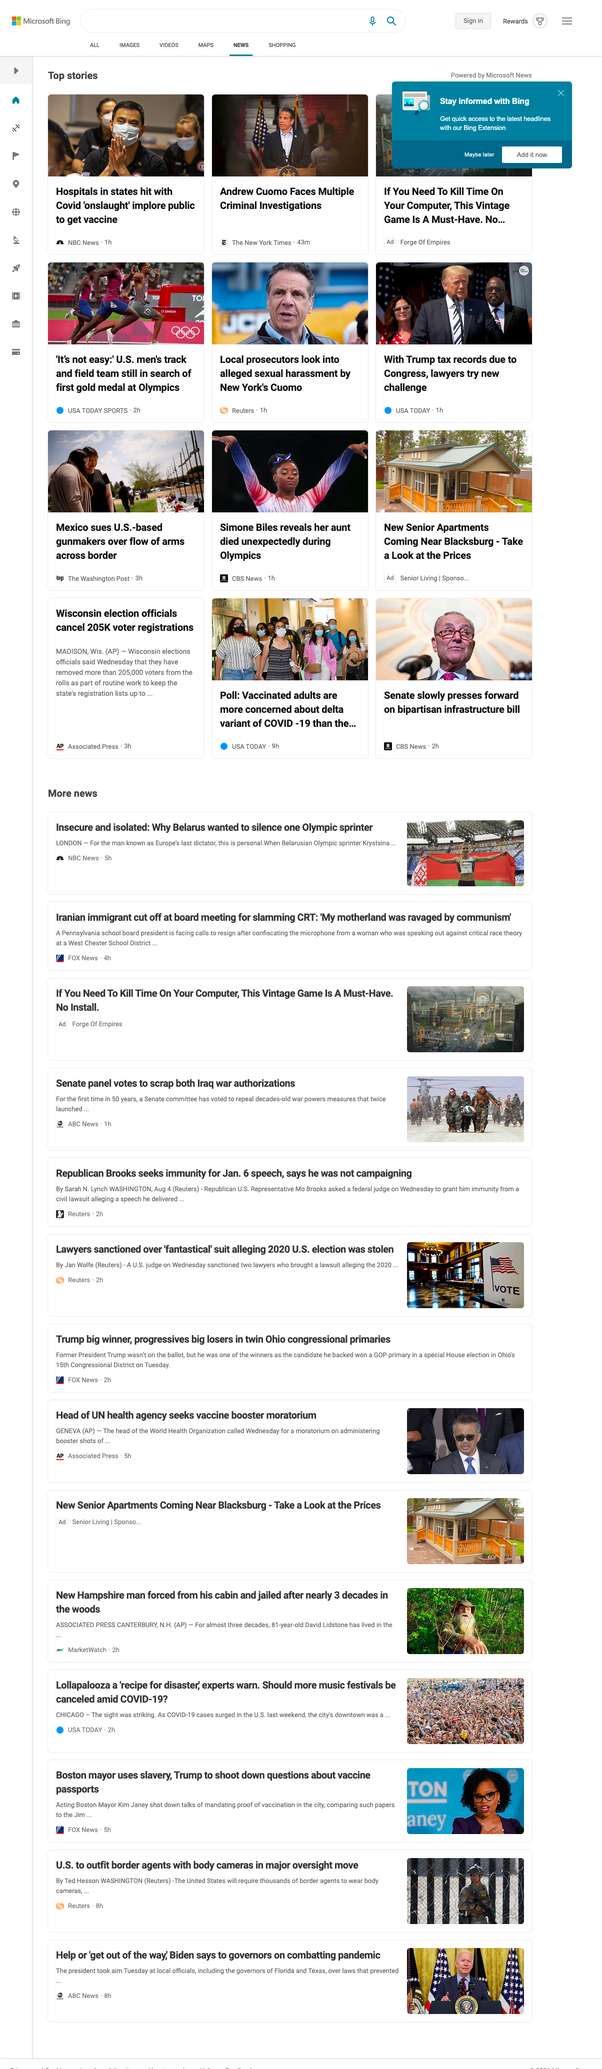 Microsoft Bing
Sign in
Rewards
ALL
IMAGES
VIDEOS
MAPS
NEWS
SHOPPING
Top stories
Powered by Microsoft News
Stay informed with Bing
Get quick access to the latest headlines
with our Bing Extension
Maybe later
Add it now
Hospitals in states hit with
Covid 'onslaught' implore public
to get vaccine
NBC News · 1h
Andrew Cuomo Faces Multiple
Criminal Investigations
The New York Times · 43m
If You Need To Kill Time On
Your Computer, This Vintage
Game Is A Must-Have. No...
Ad Forge Of Empires
'It's not easy:' U.S. men's track
and field team still in search of
first gold medal at Olympics
USA TODAY SPORTS · 2h
Local prosecutors look into
alleged sexual harassment by
New York's Cuomo
Reuters · 1h
With Trump tax records due to
Congress, lawyers try new
challenge
USA TODAY · 1h
Mexico sues U.S.-based
gunmakers over flow of arms
across border
The Washington Post · 3h
Simone Biles reveals her aunt
died unexpectedly during
Olympics
CBS News · 1h
New Senior Apartments
Coming Near Blacksburg - Take
a Look at the Prices
Ad Senior Living | Sponso...
Wisconsin election officials
cancel 205K voter registrations
MADISON, Wis. (AP) — Wisconsin elections
officials said Wednesday that they have
removed more than 205,000 voters from the
rolls as part of routine work to keep the
state's registration lists up to ...
AP Associated Press · 3h
Poll: Vaccinated adults are
more concerned about delta
variant of COVID -19 than the...
USA TODAY · 9h
Senate slowly presses forward
on bipartisan infrastructure bill
CBS News · 2h
More news
Insecure and isolated: Why Belarus wanted to silence one Olympic sprinter
LONDON — For the man known as Europe's last dictator, this is personal.When Belarusian Olympic sprinter Krystsina ...
NBC News · 5h
Iranian immigrant cut off at board meeting for slamming CRT: 'My motherland was ravaged by communism'
A Pennsylvania school board president is facing calls to resign after confiscating the microphone from a woman who was speaking out against critical race theory
at a West Chester School District ...
FOX News · 4h
If You Need To Kill Time On Your Computer, This Vintage Game Is A Must-Have.
No Install.
Ad Forge Of Empires
Senate panel votes to scrap both Iraq war authorizations
For the first time in 50 years, a Senate committee has voted to repeal decades-old war powers measures that twice
launched ...
ABC News · 1h
Republican Brooks seeks immunity for Jan. 6 speech, says he was not campaigning
By Sarah N. Lynch WASHINGTON, Aug 4 (Reuters) - Republican U.S. Representative Mo Brooks asked a federal judge on Wednesday to grant him immunity from a
civil lawsuit alleging a speech he delivered ...
Reuters · 2h
Lawyers sanctioned over 'fantastical' suit alleging 2020 U.S. election was stolen
By Jan Wolfe (Reuters) - A U.S. judge on Wednesday sanctioned two lawyers who brought a lawsuit alleging the 2020 ...
Reuters · 2h
VOTE
Trump big winner, progressives big losers in twin Ohio congressional primaries
Former President Trump wasn't on the ballot, but he was one of the winners as the candidate he backed won a GOP primary in a special House election in Ohio's
15th Congressional District on Tuesday.
FOX News · 2h
Head of UN health agency seeks vaccine booster moratorium
GENEVA (AP) — The head of the World Health Organization called Wednesday for a moratorium on administering
booster shots of ...
AP Associated Press · 5h
New Senior Apartments Coming Near Blacksburg - Take a Look at the Prices
Ad Senior Living | Sponso...
New Hampshire man forced from his cabin and jailed after nearly 3 decades in
the woods
ASSOCIATED PRESS CANTERBURY, N.H. (AP) — For almost three decades, 81-year-old David Lidstone has lived in the
...
MarketWatch · 2h
Lollapalooza a 'recipe for disaster,' experts warn. Should more music festivals be
canceled amid COVID-19?
CHICAGO – The sight was striking. As COVID-19 cases surged in the U.S. last weekend, the city's downtown was a ...
USA TODAY · 2h
Boston mayor uses slavery, Trump to shoot down questions about vaccine
passports
Acting Boston Mayor Kim Janey shot down talks of mandating proof of vaccination in the city, comparing such papers
to the Jim ...
FOX News · 5h
TON
aney
U.S. to outfit border agents with body cameras in major oversight move
By Ted Hesson WASHINGTON (Reuters) -The United States will require thousands of border agents to wear body
cameras, ...
Reuters · 8h
Help or 'get out of the way,' Biden says to governors on combatting pandemic
The president took aim Tuesday at local officials, including the governors of Florida and Texas, over laws that prevented
...
ABC News · 8h